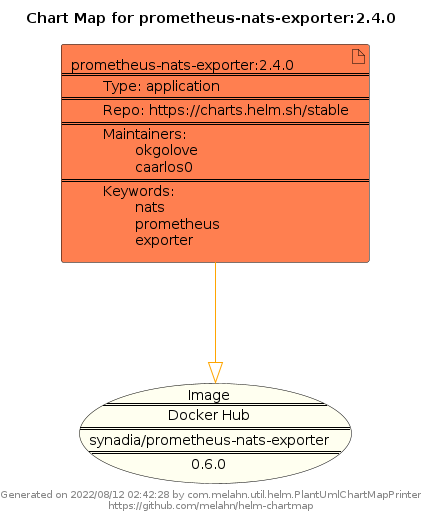 Chart Map for prometheus-nats-exporter:2.4.0
prometheus-nats-exporter:2.4.0
Type: application
Repo: https://charts.helm.sh/stable
Maintainers:
okgolove
caarlos0
Keywords:
nats
prometheus
exporter
Image
Docker Hub
synadia/prometheus-nats-exporter
0.6.0
Generated on 2022/08/12 02:42:28 by com.melahn.util.helm.PlantUmlChartMapPrinter
https://github.com/melahn/helm-chartmap